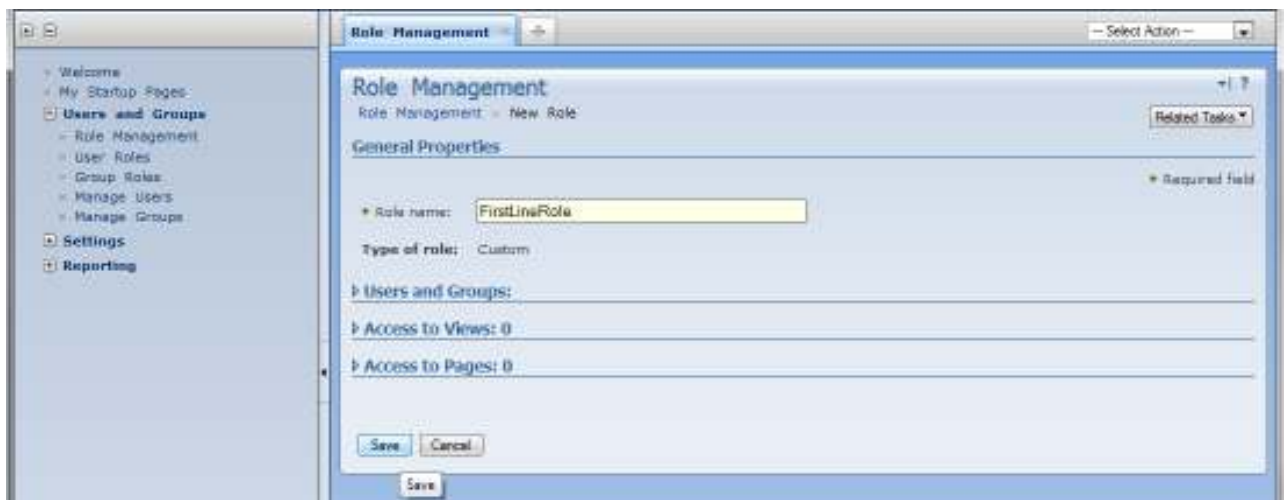 Role Management
-- Select Action --
Welcome
My Startup Pages
Users and Groups
Role Management
User Roles
Group Roles
Manage Users
Manage Groups
Settings
Reporting
Role Management
?
Role Management
New Role
Related Tasks
General Properties
* Required field
* Role name: FirstLineRole
Type of role: Custom
Users and Groups:
Access to Views: 0
Access to Pages: 0
Save Cancel
Save